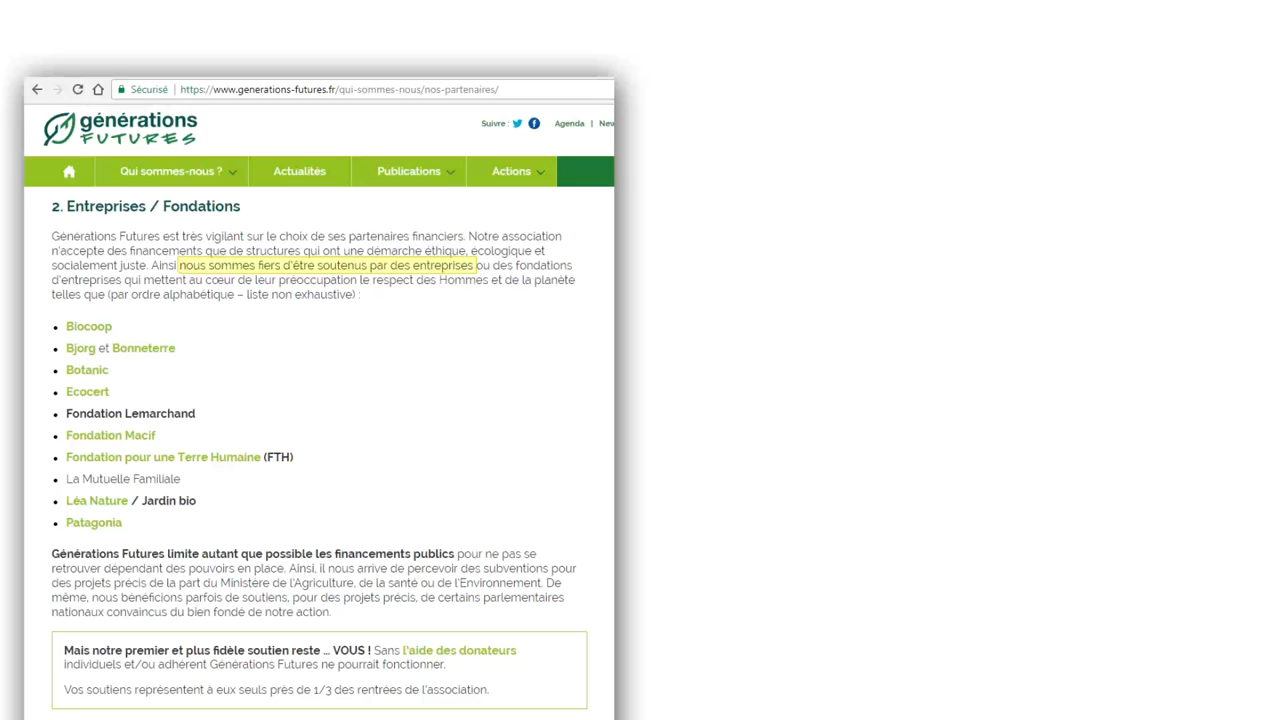 Sécurisé | https://www.generations-futures.fr/qui-sommes-nous/nos-partenaires/
générations
FUTURES
Suivre :
Agenda | New
Qui sommes-nous ? Actualités Publications Actions
2. Entreprises / Fondations
Générations Futures est très vigilant sur le choix de ses partenaires financiers. Notre association
n'accepte des financements que de structures qui ont une démarche éthique, écologique et
socialement juste. Ainsi nous sommes fiers d'être soutenus par des entreprises ou des fondations
d'entreprises qui mettent au cœur de leur préoccupation le respect des Hommes et de la planète
telles que (par ordre alphabétique – liste non exhaustive) :
• Biocoop
• Bjorg et Bonneterre
• Botanic
• Ecocert
• Fondation Lemarchand
• Fondation Macif
• Fondation pour une Terre Humaine (FTH)
• La Mutuelle Familiale
• Léa Nature / Jardin bio
• Patagonia
Générations Futures limite autant que possible les financements publics pour ne pas se
retrouver dépendant des pouvoirs en place. Ainsi, il nous arrive de percevoir des subventions pour
des projets précis de la part du Ministère de l'Agriculture, de la santé ou de l'Environnement. De
même, nous bénéficions parfois de soutiens, pour des projets précis, de certains parlementaires
nationaux convaincus du bien fondé de notre action.
Mais notre premier et plus fidèle soutien reste … VOUS ! Sans l'aide des donateurs
individuels et/ou adhérent Générations Futures ne pourrait fonctionner.
Vos soutiens représentent à eux seuls près de 1/3 des rentrées de l'association.